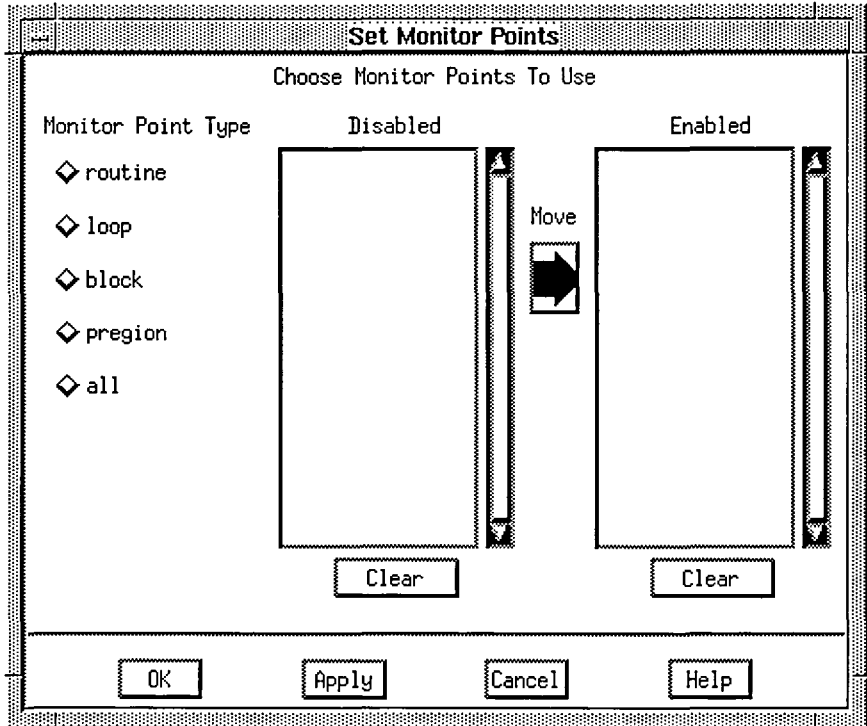 Set Monitor Points
Choose Monitor Points To Use
Monitor Point Type
Disabled
Enabled
routine
loop
block
pregion
all
Move
Clear
Clear
OK
Apply
Cancel
Help